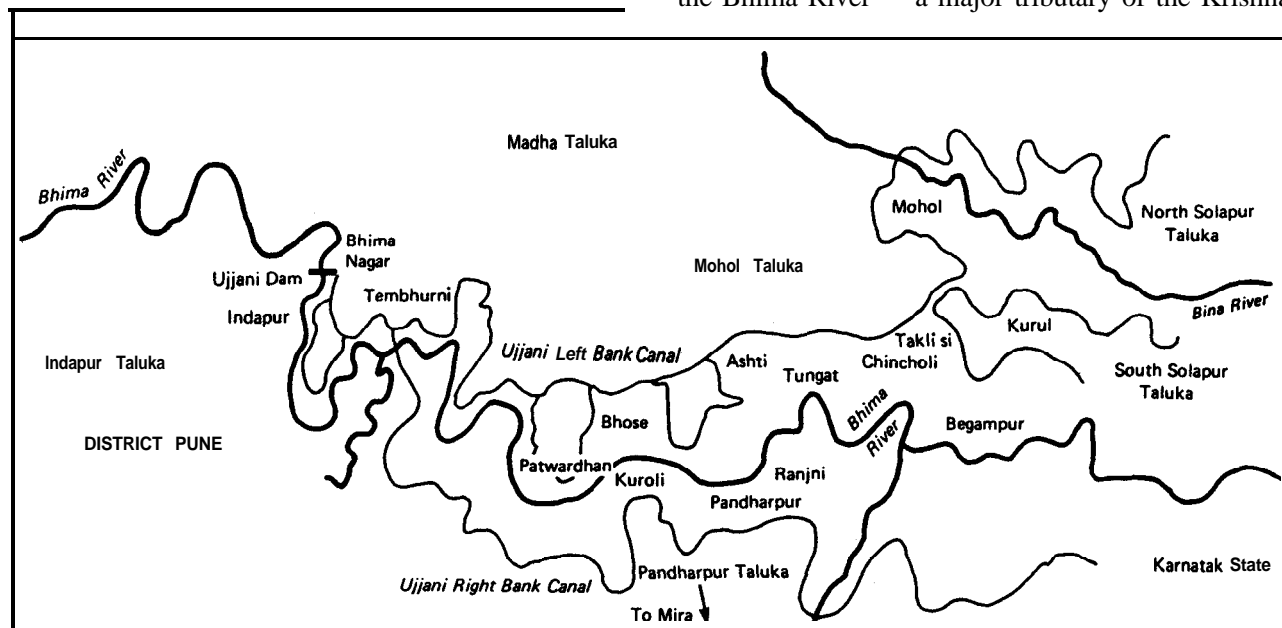 the Bhima River — a major tributary of the Krishna
Madha Taluka
Bhima River
Mohol
North Solapur
Taluka
Bhima
Nagar
Ujjani Dam
Mohol Taluka
Tembhurni
Indapur
Bina River
Kurul
Ujjani Left Bank Canal
Takli si
Chincholi
Ashti
Indapur Taluka
Tungat
South Solapur
Taluka
Bhima
River
Bhose
Begampur
DISTRICT PUNE
Patwardhan
Kuroli
Ranjni
Pandharpur
Ujjani Right Bank Canal
Pandharpur Taluka
Karnatak State
To Mira